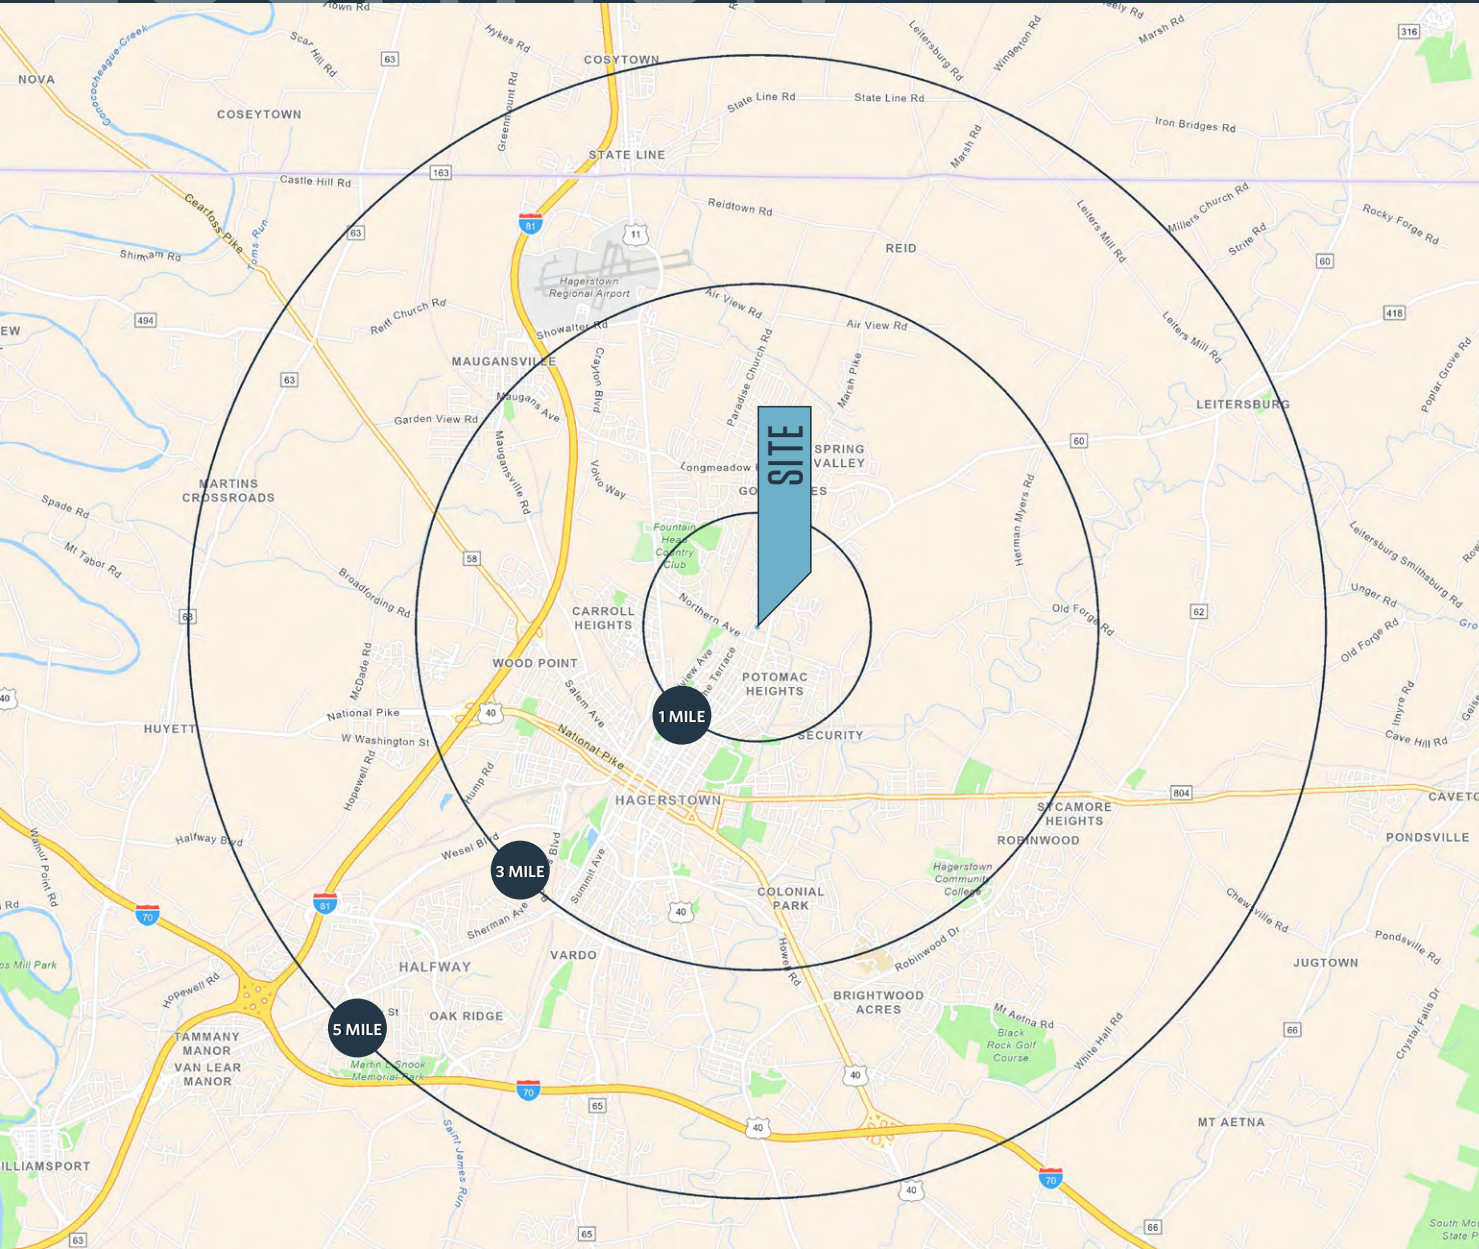 Hykes Rd
Scar Hill Rd
63
COSYTOWN
Leitersburg Rd
Wingerton Rd
Marsh Rd
316
NOVA
Conococheague Creek
COSEYTOWN
Greenmount Rd
State Line Rd
State Line Rd
Iron Bridges Rd
Marsh Rd
STATE LINE
163
Castle Hill Rd
Cearfoss Pike
Toms Run
63
81
11
Reidtown Rd
REID
Leiters Mill Rd
Millers Church Rd
Strite Rd
Rocky Forge Rd
60
Hagerstown
Regional Airport
494
Reiff Church Rd
Showalter Rd
Air View Rd
Air View Rd
418
Leiters Mill Rd
MAUGANSVILLE
Crayton Blvd
Paradise Church Rd
Marsh Pike
63
Maugans Ave
Poplar Grove Rd
LEITERSBURG
Garden View Rd
SITE
60
SPRING
VALLEY
Maugansville Rd
Volvo Way
Longmeadow
MARTINS
CROSSROADS
Spade Rd
Mt Tabor Rd
Fountain
Head
Country
Club
Herman Myers Rd
Leitersburg Smithsburg Rd
58
Broadfording Rd
Northern Ave
CARROLL
HEIGHTS
63
Old Forge Rd
62
Unger Rd
Old Forge Rd
WOOD POINT
McDade Rd
Salem Ave
POTOMAC
HEIGHTS
1 MILE
40
40
National Pike
HUYETT
W Washington St
National Pike
SECURITY
Itnyre Rd
Cave Hill Rd
Hopewell Rd
Hump Rd
HAGERSTOWN
804
SYCAMORE
HEIGHTS
ROBINWOOD
PONDSVILLE
Halfway Blvd
Walnut Point Rd
Wesel Blvd
Blvd
3 MILE
Summit Ave
Hagerstown
Community
College
COLONIAL
PARK
81
70
40
Sherman Ave
Chewsville Rd
Howell Rd
Robinwood Dr
Pondsville Rd
VARDO
HALFWAY
JUGTOWN
Hopewell Rd
BRIGHTWOOD
ACRES
5 MILE
St
OAK RIDGE
Mt Aetna Rd
Black
Rock Golf
Course
White Hall Rd
66
Crystal Falls Dr
TAMMANY
MANOR
VAN LEAR
MANOR
Martin L Snook
Memorial Park
70
65
40
40
MT AETNA
Saint James Run
70
40
65
63
66